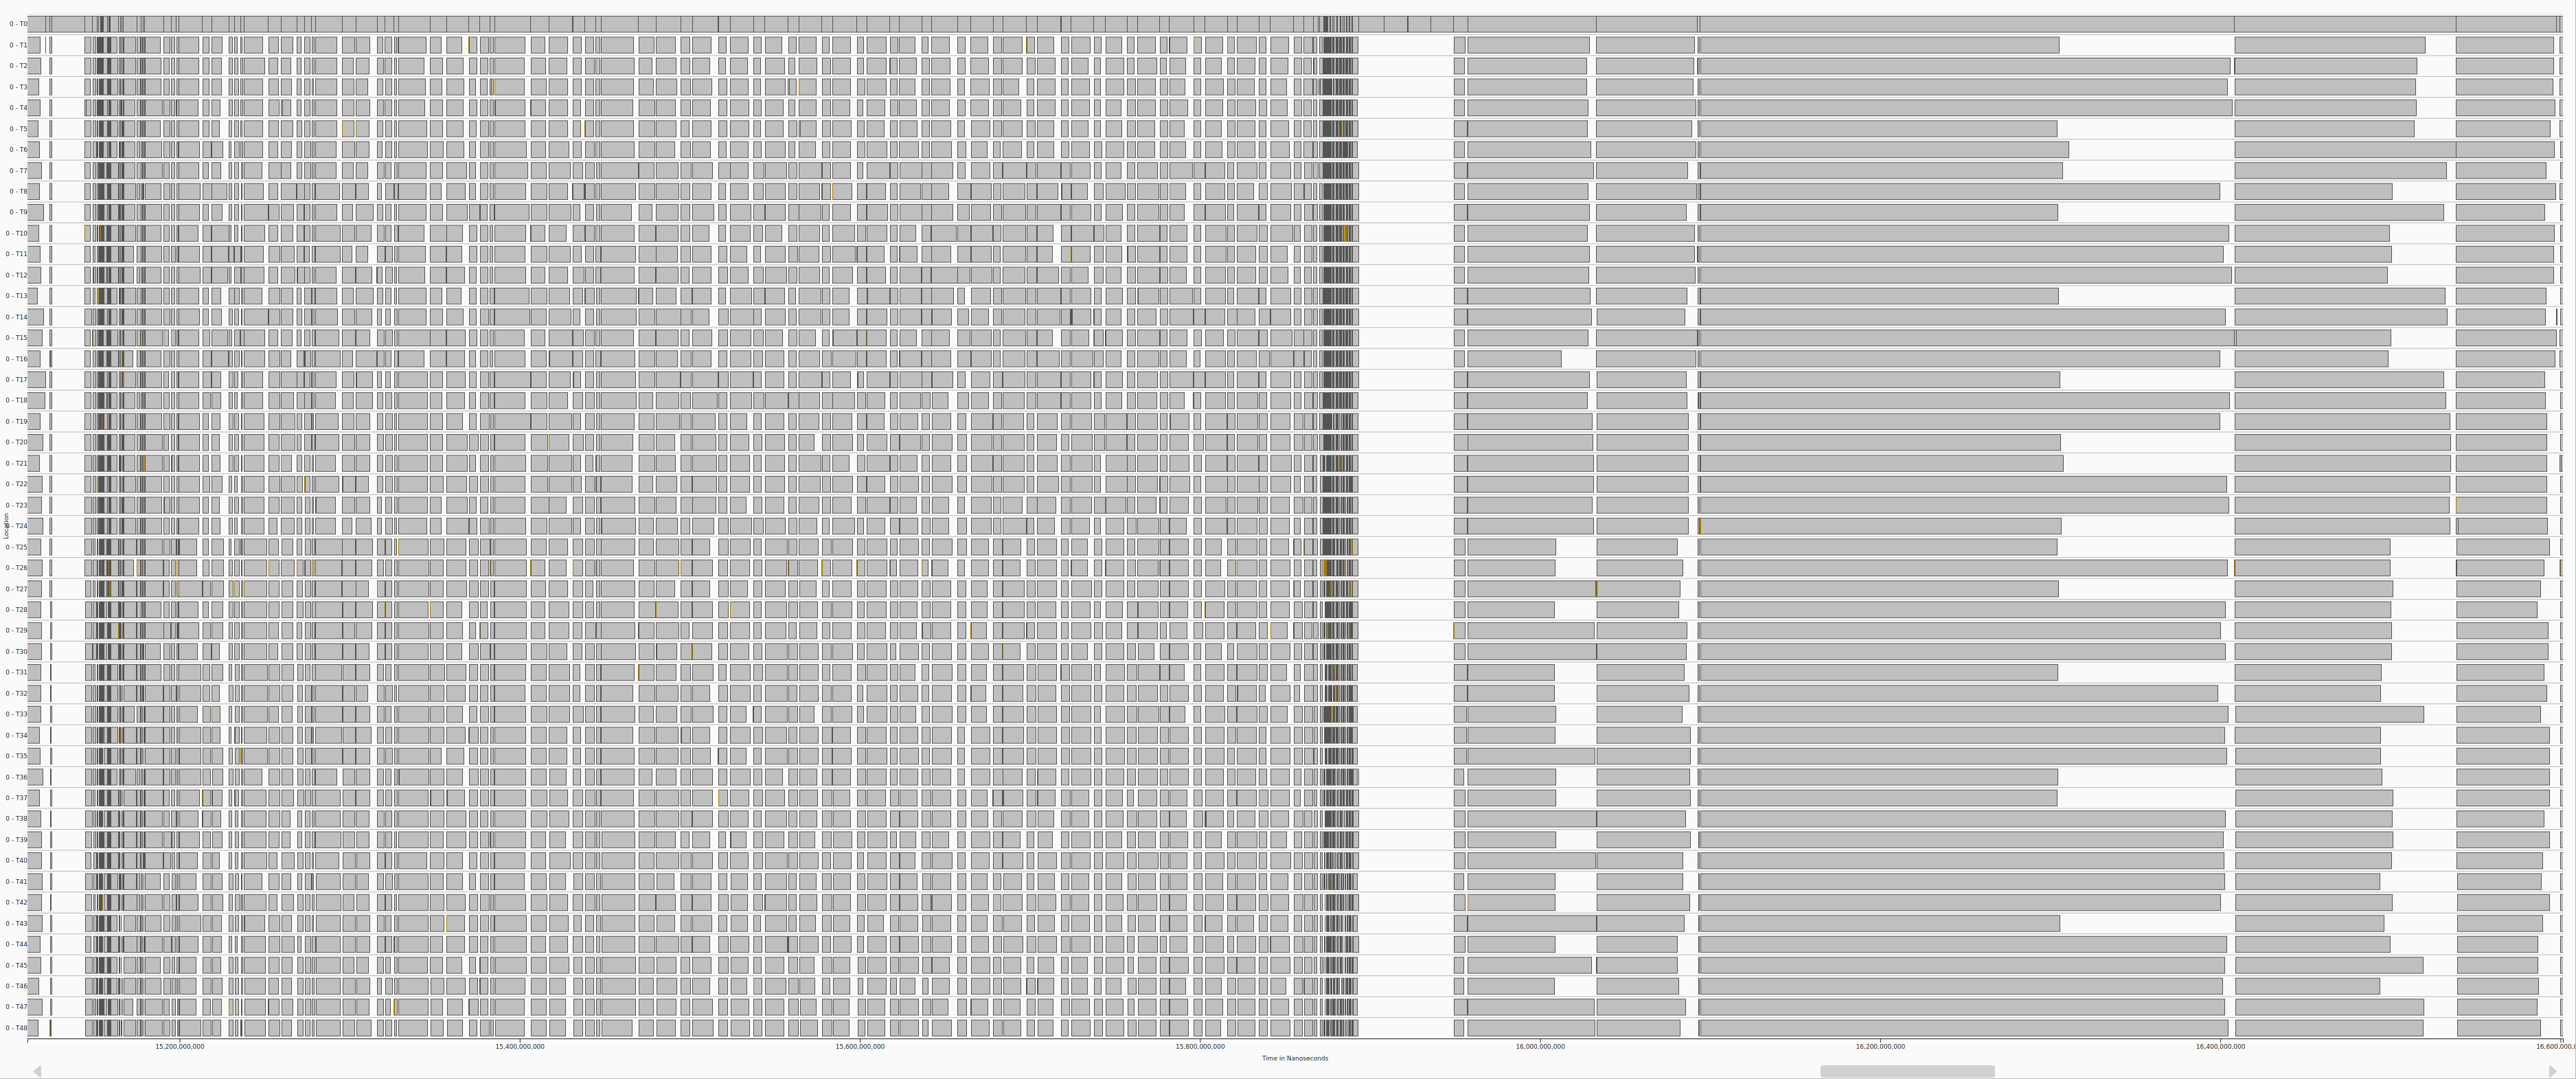 0 - T0
0 - T1
0 - T2
0 - T3
0 - T4
0 - T5
0 - T6
0 - T7
0 - T8
0 - T9
0 - T10
0 - T11
0 - T12
0 - T13
0 - T14
0 - T15
0 - T16
0 - T17
0 - T18
0 - T19
0 - T20
0 - T21
0 - T22
0 - T23
0 - T24
Location
0 - T25
0 - T26
0 - T27
0 - T28
0 - T29
0 - T30
0 - T31
0 - T32
0 - T33
0 - T34
0 - T35
0 - T36
0 - T37
0 - T38
0 - T39
0 - T40
0 - T41
0 - T42
0 - T43
0 - T44
0 - T45
0 - T46
0 - T47
0 - T48
15,200,000,000 15,400,000,000 15,600,000,000 15,800,000,000 16,000,000,000 16,200,000,000 16,400,000,000 16,600,000,0
Time in Nanoseconds